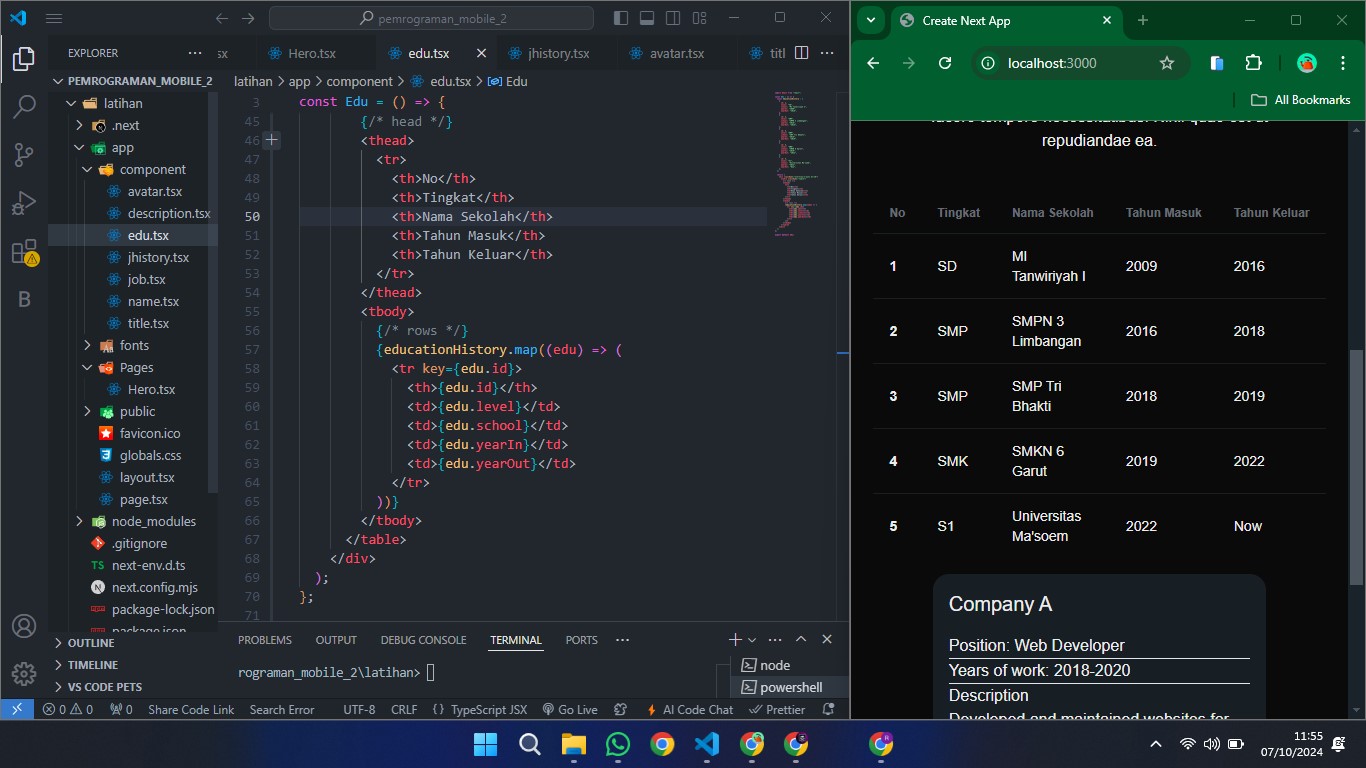 pemrograman_mobile_2
EXPLORER
PEMROGRAMAN_MOBILE_2
latihan
.next
app
component
avatar.tsx
description.tsx
edu.tsx
jhistory.tsx
job.tsx
name.tsx
title.tsx
fonts
Pages
Hero.tsx
public
favicon.ico
globals.css
layout.tsx
page.tsx
node_modules
.gitignore
TS next-env.d.ts
next.config.mjs
package-lock.json
package.json
OUTLINE
TIMELINE
VS CODE PETS
sx
Hero.tsx
edu.tsx
jhistory.tsx
avatar.tsx
titl
latihan > app > component > edu.tsx > Edu
3 const Edu = () => {
45 {/* head */}
46 <thead>
47 <tr>
48 <th>No</th>
49 <th>Tingkat</th>
50 <th>Nama Sekolah</th>
51 <th>Tahun Masuk</th>
52 <th>Tahun Keluar</th>
53 </tr>
54 </thead>
55 <tbody>
56 {/* rows */}
57 {educationHistory.map((edu) => (
58 <tr key={edu.id}>
59 <th>{edu.id}</th>
60 <td>{edu.level}</td>
61 <td>{edu.school}</td>
62 <td>{edu.yearIn}</td>
63 <td>{edu.yearOut}</td>
64 </tr>
65 ))}
66 </tbody>
67 </table>
68 </div>
69 );
70 };
71
PROBLEMS OUTPUT DEBUG CONSOLE TERMINAL PORTS
rograman_mobile_2\latihan>
node
powershell
0 0 0 Share Code Link Search Error UTF-8 CRLF {} TypeScript JSX Go Live AI Code Chat Prettier
Create Next App
localhost:3000
All Bookmarks
repudiandae ea.
No Tingkat Nama Sekolah Tahun Masuk Tahun Keluar
1 SD MI Tanwiriyah I 2009 2016
2 SMP SMPN 3 Limbangan 2016 2018
3 SMP SMP Tri Bhakti 2018 2019
4 SMK SMKN 6 Garut 2019 2022
5 S1 Universitas Ma'soem 2022 Now
Company A
Position: Web Developer
Years of work: 2018-2020
Description
Developed and maintained websites for
11:55
07/10/2024